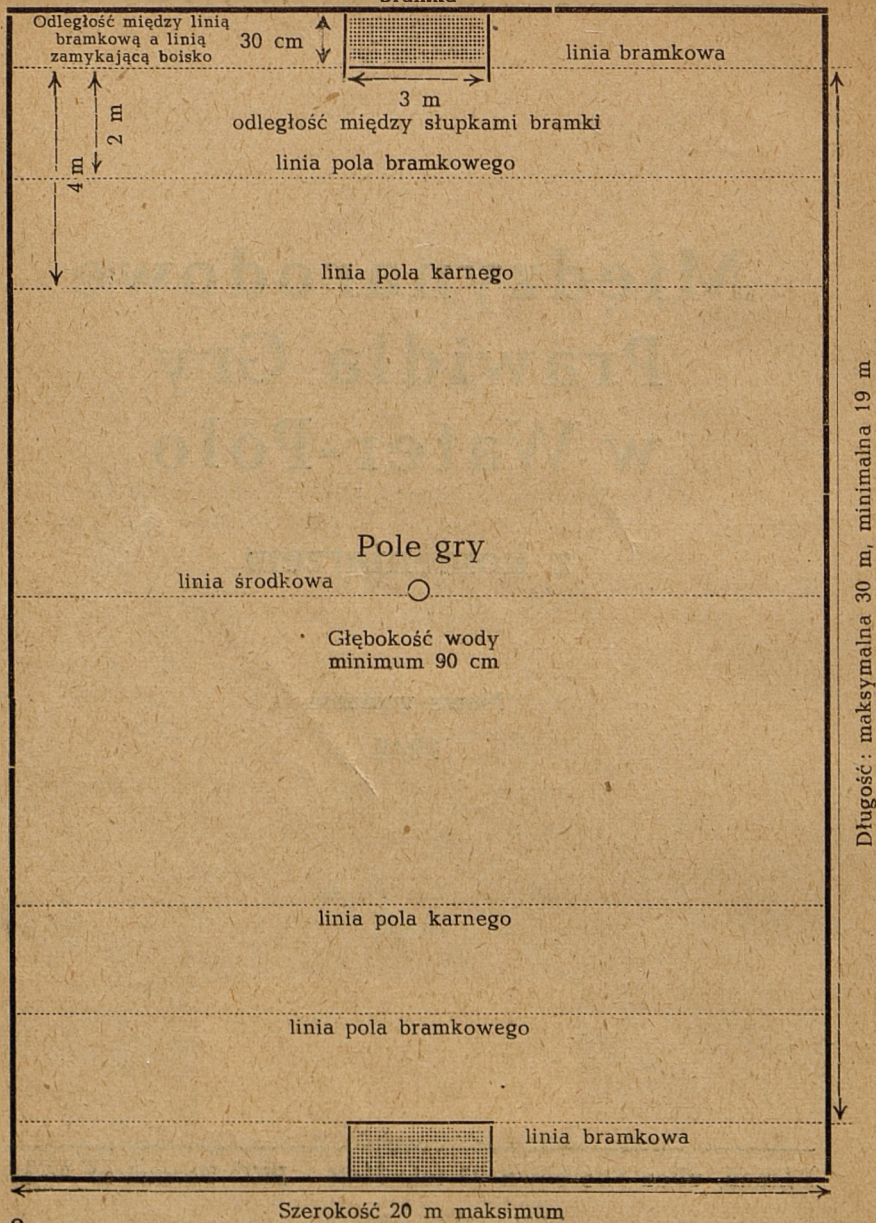 Bramka
Odległość między linią
bramkową a linią
zamykającą boisko
30 cm
linia bramkowa
3 m
odległość między słupkami bramki
2 m
4 m
linia pola bramkowego
linia pola karnego
Pole gry
linia środkowa
Głębokość wody
minimum 90 cm
Długość: maksymalna 30 m, minimalna 19 m
linia pola karnego
linia pola bramkowego
linia bramkowa
Szerokość 20 m maksimum